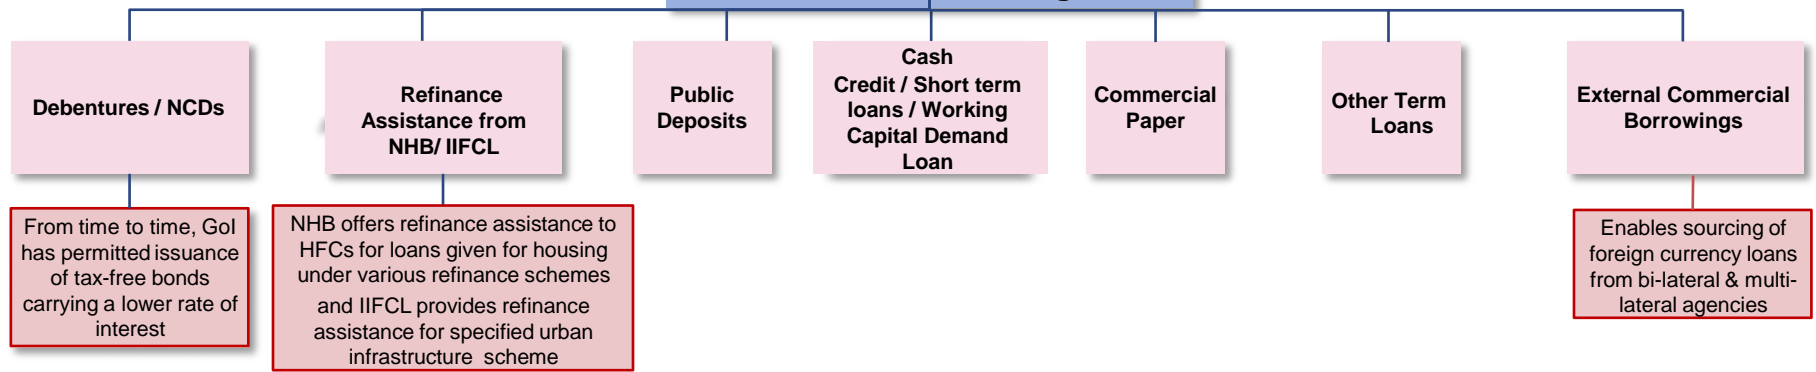 Debentures / NCDs
Refinance
Assistance from
NHB/ IIFCL
Public
Deposits
Cash
Credit / Short term
loans / Working
Capital Demand
Loan
Commercial
Paper
Other Term
Loans
External Commercial
Borrowings
From time to time, GoI
has permitted issuance
of tax-free bonds
carrying a lower rate of
interest
NHB offers refinance assistance to
HFCs for loans given for housing
under various refinance schemes
and IIFCL provides refinance
assistance for specified urban
infrastructure scheme
Enables sourcing of
foreign currency loans
from bi-lateral & multi-
lateral agencies